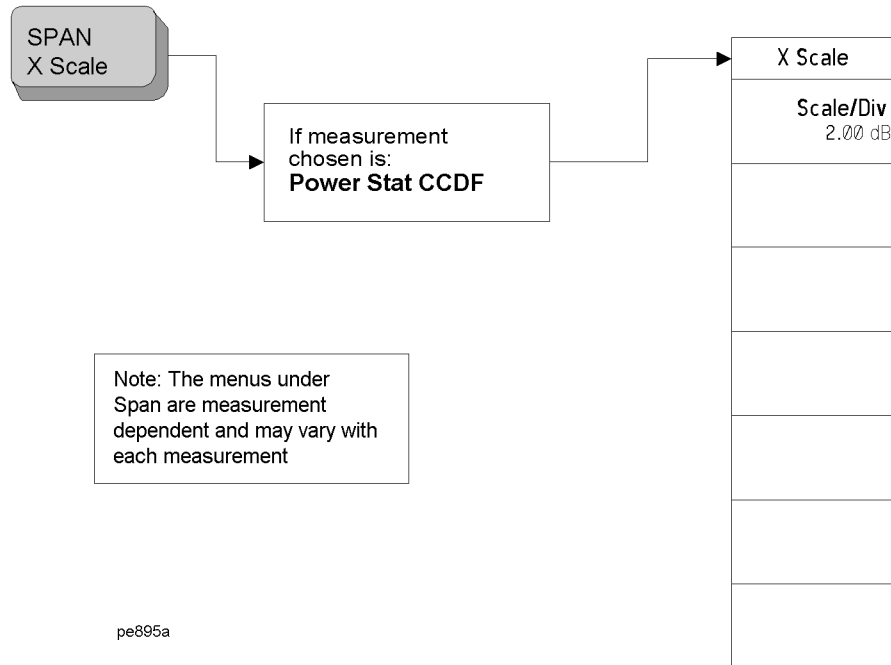 SPAN
X Scale
If measurement
chosen is:
Power Stat CCDF
X Scale
Scale/Div
2.00 dB
Note: The menus under
Span are measurement
dependent and may vary with
each measurement
pe895a